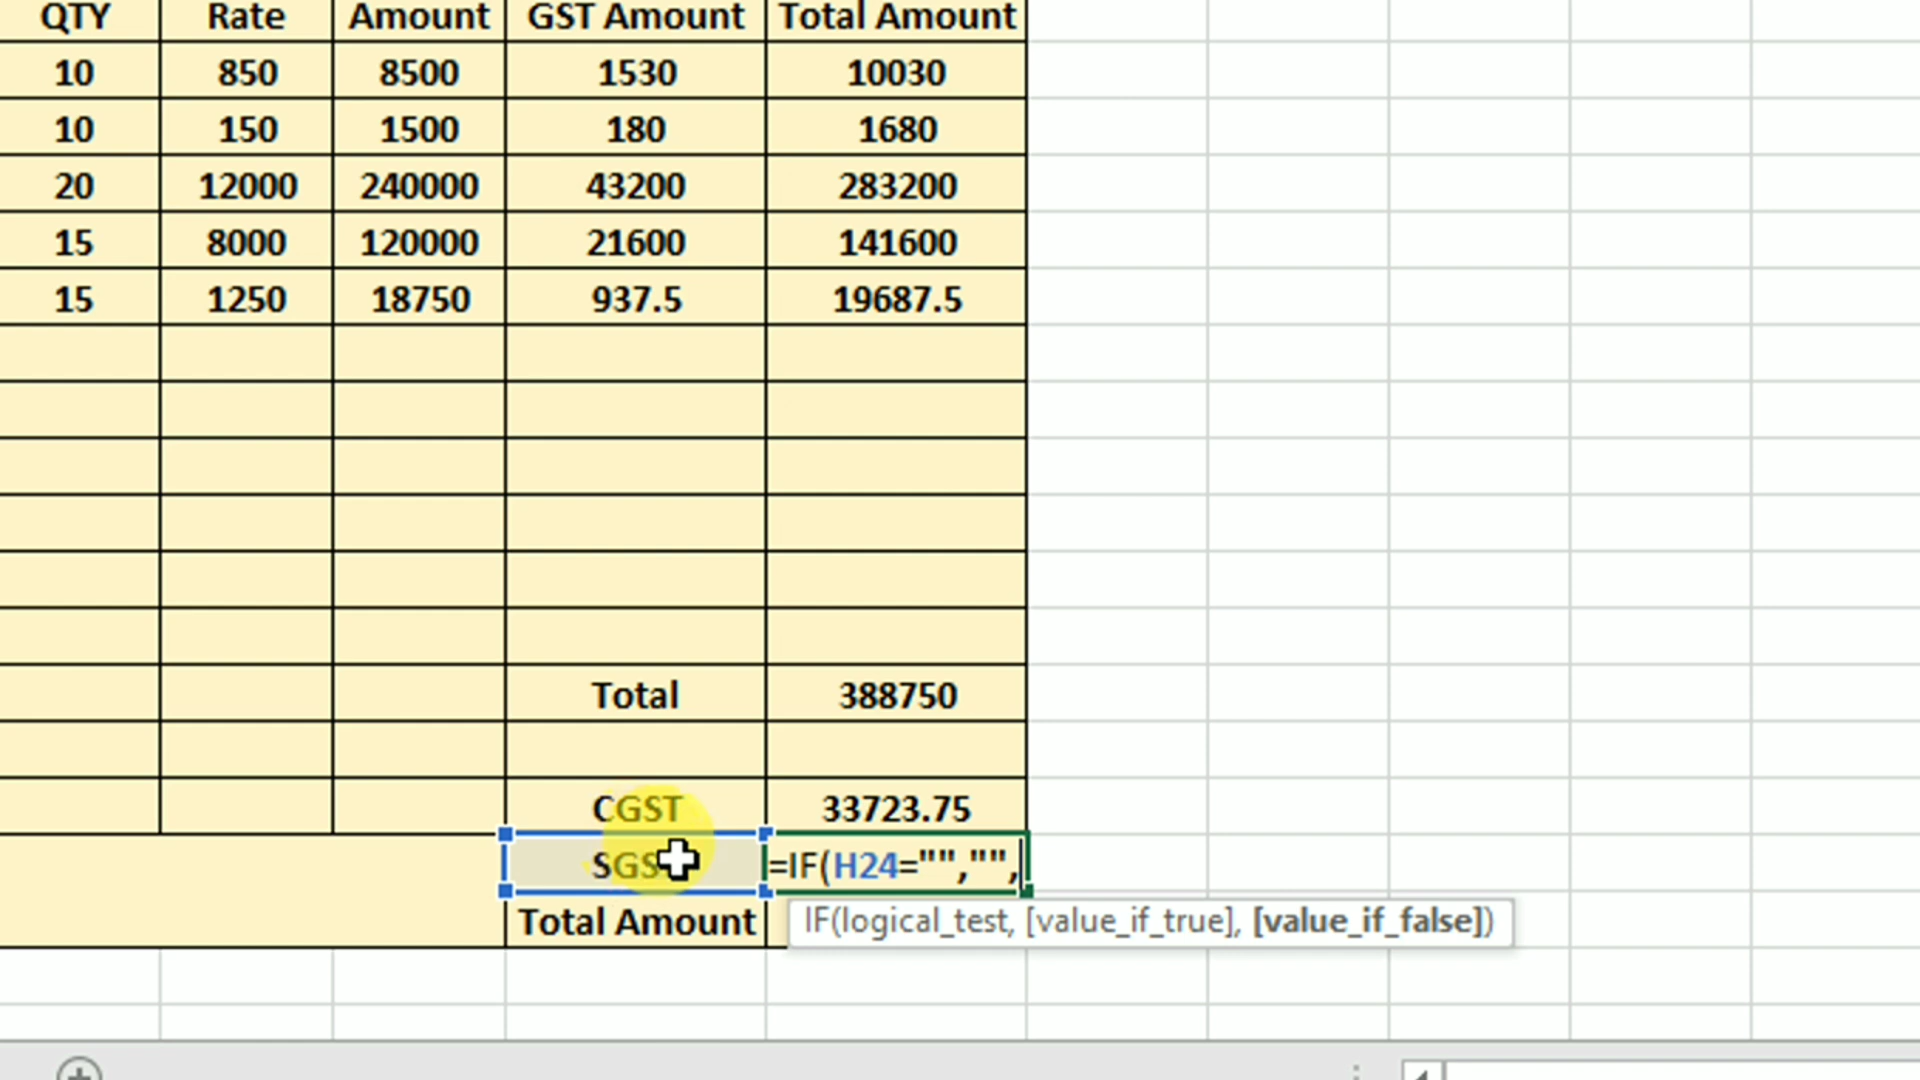 QTY Rate Amount GST Amount Total Amount
10 850 8500 1530 10030
10 150 1500 180 1680
20 12000 240000 43200 283200
15 8000 120000 21600 141600
15 1250 18750 937.5 19687.5
Total 388750
CGST 33723.75
SGS =IF(H24="","",
Total Amount IF(logical_test, [value_if_true], [value_if_false])